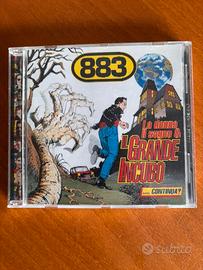 883
La donna,
il sogno &
IL GRANDE
INCUBO
.... CONTINUA?
subito